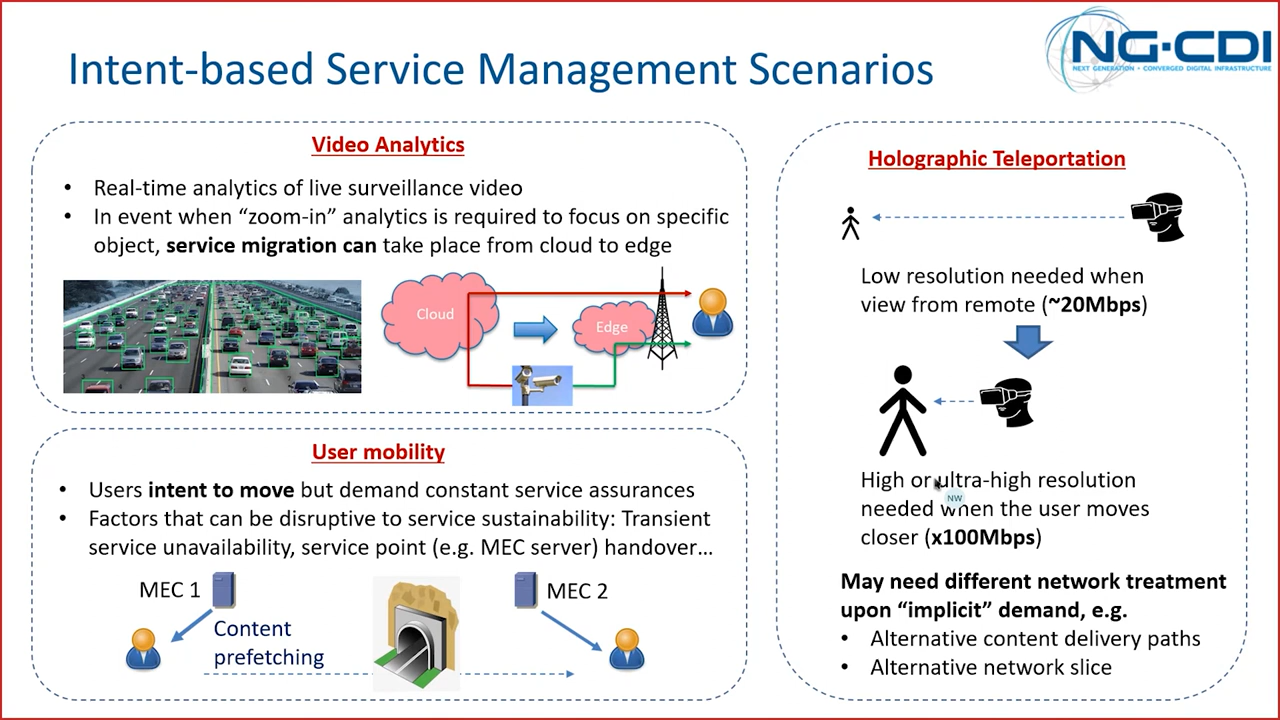 Intent-based Service Management Scenarios
NG-CDI
NEXT GENERATION • CONVERGED DIGITAL INFRASTRUCTURE
Video Analytics
• Real-time analytics of live surveillance video
• In event when “zoom-in” analytics is required to focus on specific
object, service migration can take place from cloud to edge
Cloud
Edge
User mobility
• Users intent to move but demand constant service assurances
• Factors that can be disruptive to service sustainability: Transient
service unavailability, service point (e.g. MEC server) handover…
MEC 1
MEC 2
Content
prefetching
Holographic Teleportation
Low resolution needed when
view from remote (~20Mbps)
High or ultra-high resolution
needed when the user moves
closer (x100Mbps)
NW
May need different network treatment
upon “implicit” demand, e.g.
• Alternative content delivery paths
• Alternative network slice